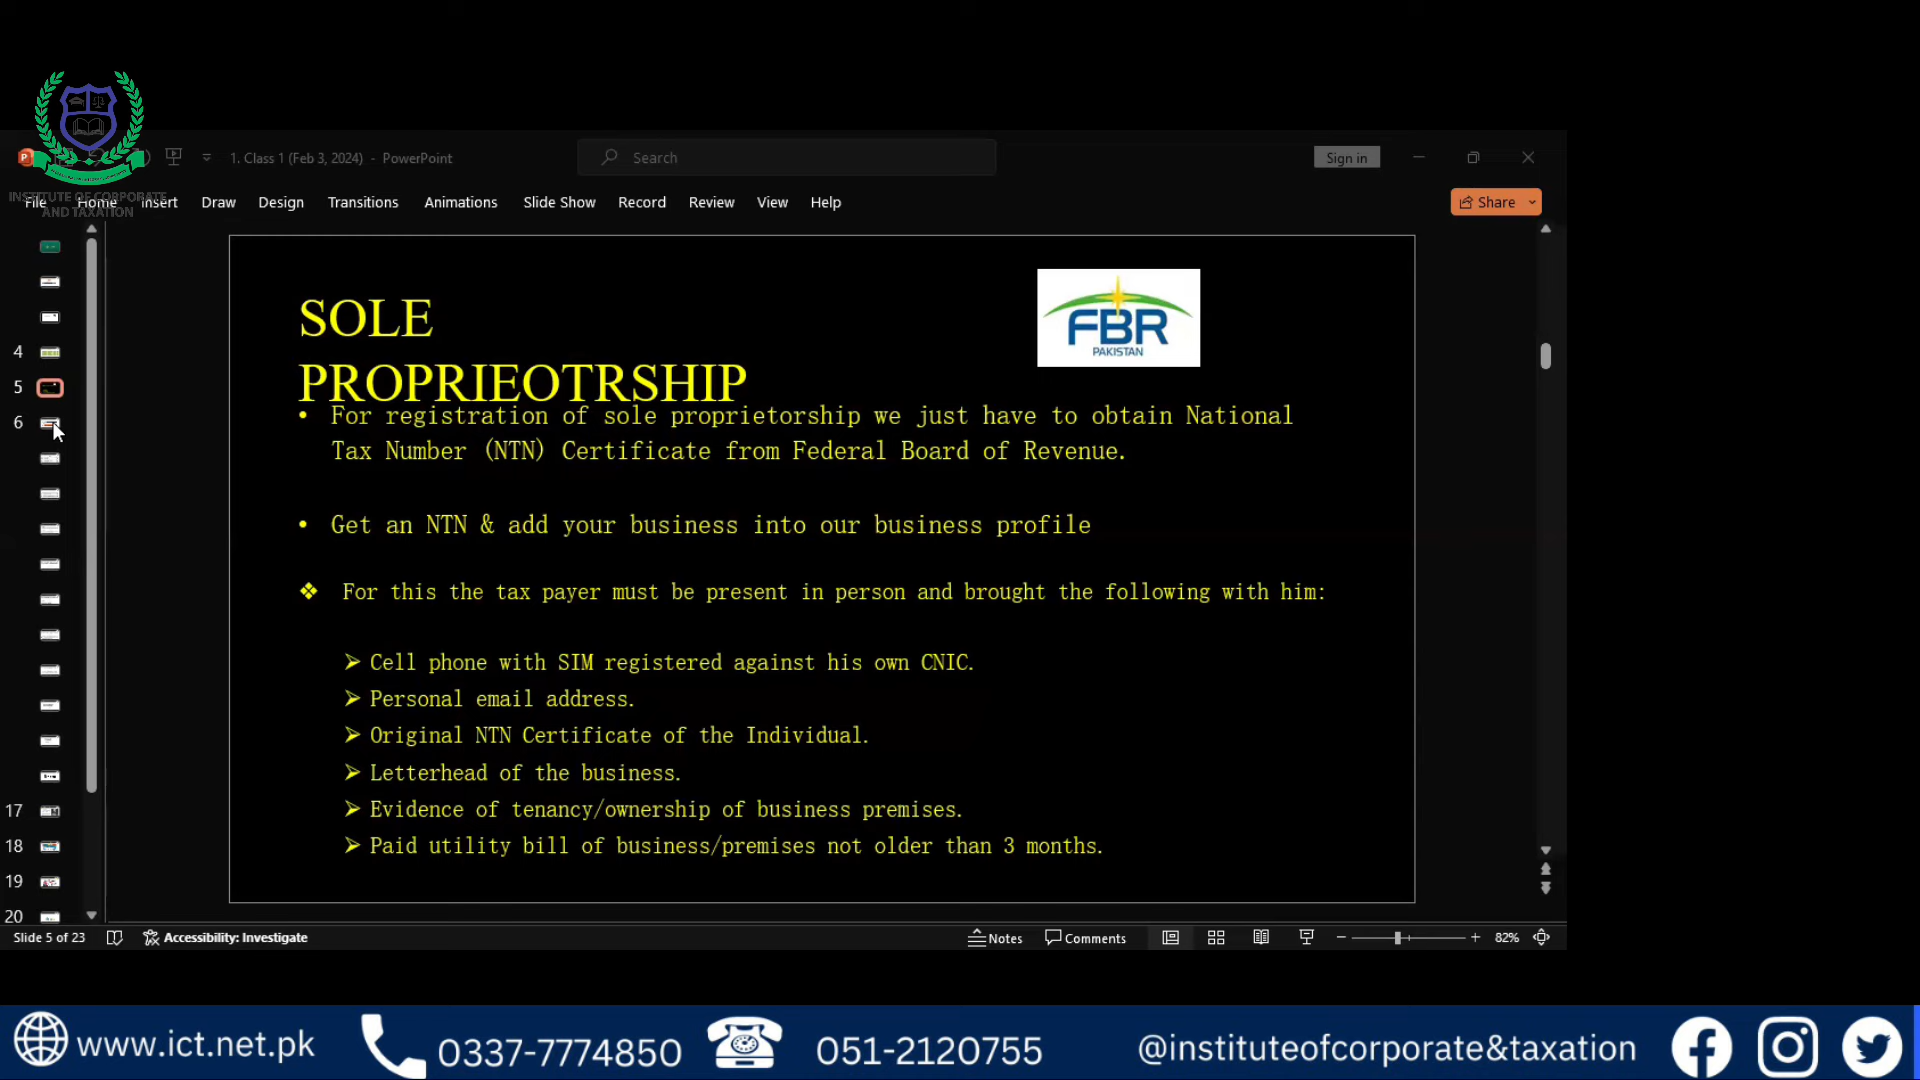 1. Class 1 (Feb 3, 2024) - PowerPoint
Search
Sign in
INSTITUTE OF CORPORATE
AND TAXATION
File Home Insert Draw Design Transitions Animations Slide Show Record Review View Help
Share
4
5
6
17
18
19
20
SOLE
PROPRIEOTRSHIP
FBR
PAKISTAN
• For registration of sole proprietorship we just have to obtain National
Tax Number (NTN) Certificate from Federal Board of Revenue.
• Get an NTN & add your business into our business profile
❖ For this the tax payer must be present in person and brought the following with him:
➢ Cell phone with SIM registered against his own CNIC.
➢ Personal email address.
➢ Original NTN Certificate of the Individual.
➢ Letterhead of the business.
➢ Evidence of tenancy/ownership of business premises.
➢ Paid utility bill of business/premises not older than 3 months.
Slide 5 of 23
Accessibility: Investigate
Notes
Comments
82%
www.ict.net.pk
0337-7774850
051-2120755
@instituteofcorporate&taxation